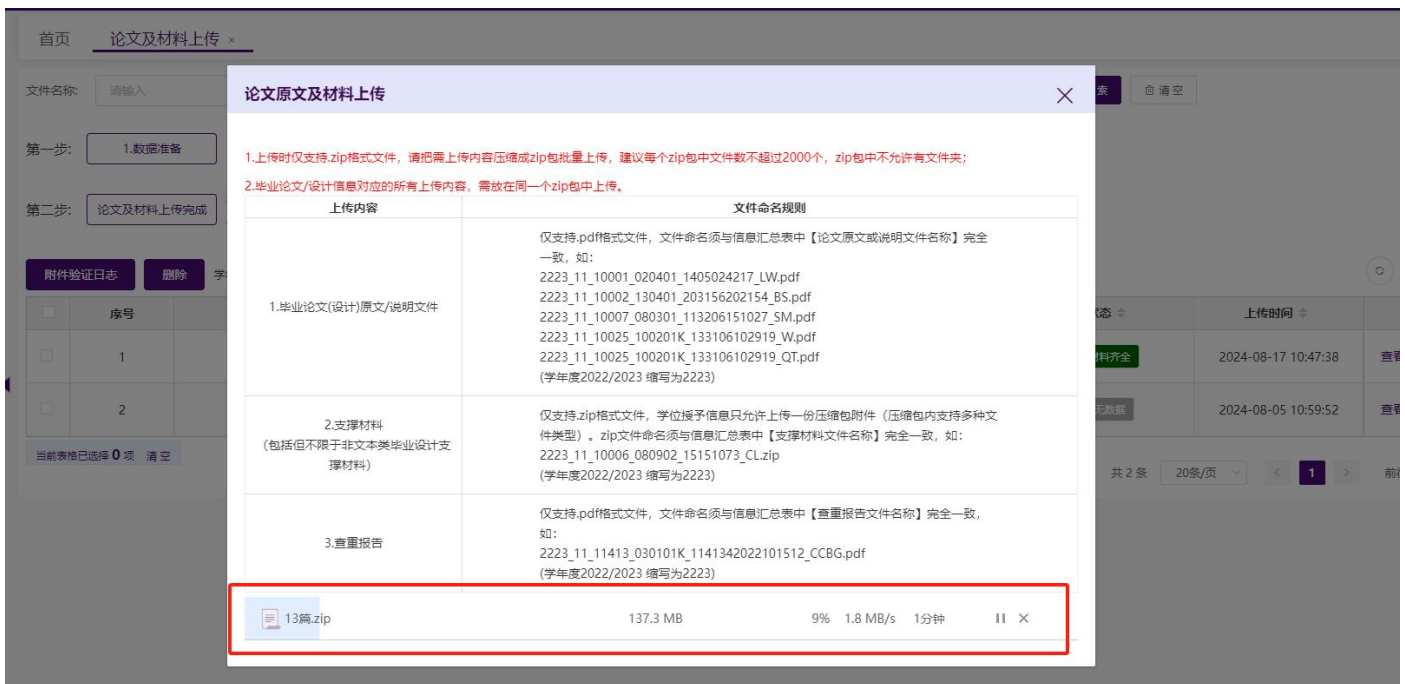 首页 论文及材料上传 ×
文件名称: 请输入 索 清空
论文原文及材料上传
第一步: 1.数据准备
1.上传时仅支持.zip格式文件，请把需上传内容压缩成zip包批量上传，建议每个zip包中文件数不超过2000个，zip包中不允许有文件夹；
2.毕业论文/设计信息对应的所有上传内容，需放在同一个zip包中上传。
第二步: 论文及材料上传完成
上传内容 文件命名规则
1.毕业论文(设计)原文/说明文件
仅支持.pdf格式文件，文件命名须与信息汇总表中【论文原文或说明文件名称】完全
一致，如：
2223_11_10001_020401_1405024217_LW.pdf
2223_11_10002_130401_203156202154_BS.pdf
2223_11_10007_080301_113206151027_SM.pdf
2223_11_10025_100201K_133106102919_W.pdf
2223_11_10025_100201K_133106102919_QT.pdf
(学年度2022/2023 缩写为2223)
2.支撑材料
(包括但不限于非文本类毕业设计支
撑材料)
仅支持.zip格式文件，学位授予信息只允许上传一份压缩包附件（压缩包内支持多种文
件类型）。zip文件命名须与信息汇总表中【支撑材料文件名称】完全一致，如：
2223_11_10006_080902_15151073_CL.zip
(学年度2022/2023 缩写为2223)
3.查重报告
仅支持.pdf格式文件，文件命名须与信息汇总表中【查重报告文件名称】完全一致，
如：
2223_11_11413_030101K_1141342022101512_CCBG.pdf
(学年度2022/2023 缩写为2223)
13篇.zip 137.3 MB 9% 1.8 MB/s 1分钟
附件验证日志 删除 学
序号 态 上传时间
1 料齐全 2024-08-17 10:47:38 查看
2 无数据 2024-08-05 10:59:52 查看
当前表格已选择 0 项 清空
共 2 条 20条/页 < 1 > 前往